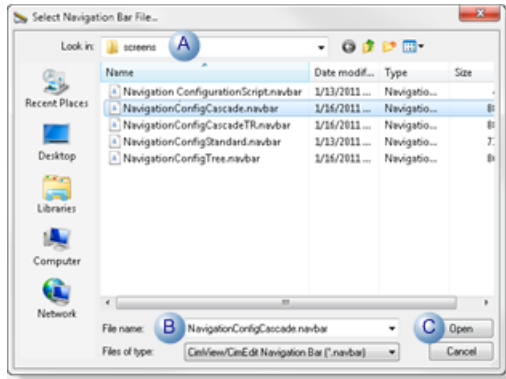 Select Navigation Bar File...
Look in: screens A
Name Date modif... Type Size
Navigation ConfigurationScript.navbar 1/13/2011 ... Navigatio...
NavigationConfigCascade.navbar 1/16/2011 ... Navigatio...
NavigationConfigCascadeTR.navbar 1/16/2011 ... Navigatio...
NavigationConfigStandard.navbar 1/13/2011 ... Navigatio...
NavigationConfigTree.navbar 1/16/2011 ... Navigatio...
Recent Places
Desktop
Libraries
Computer
Network
File name: B NavigationConfigCascade.navbar C Open
Files of type: CimView/CimEdit Navigation Bar (*.navbar) Cancel